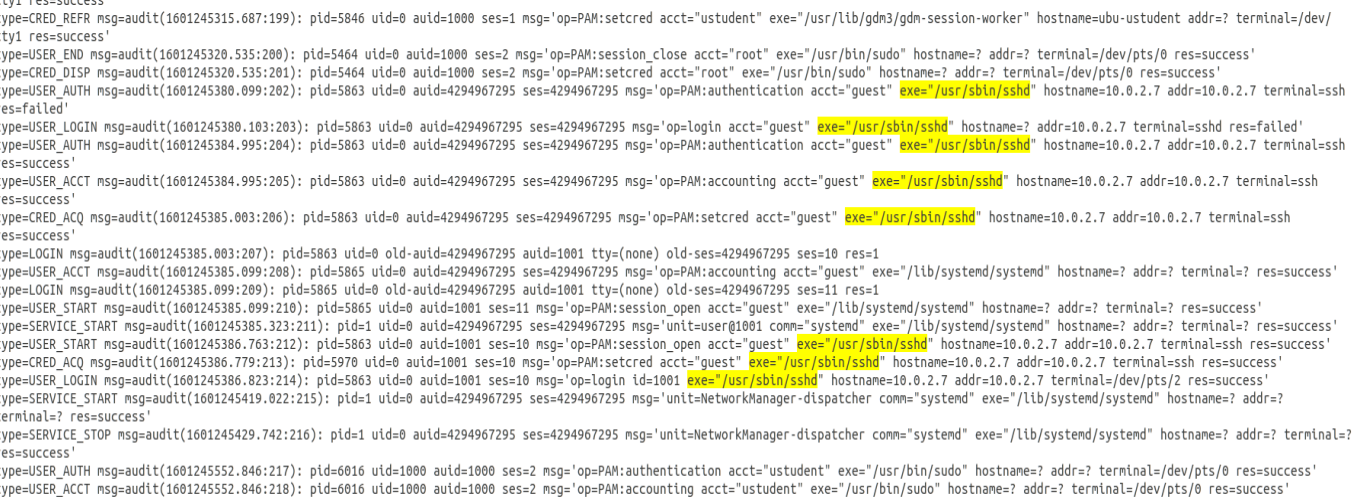 tty1 res=success'
type=CRED_REFR msg=audit(1601245315.687:199): pid=5846 uid=0 auid=1000 ses=1 msg='op=PAM:setcred acct="ustudent" exe="/usr/lib/gdm3/gdm-session-worker" hostname=ubu-ustudent addr=? terminal=/dev/
tty1 res=success'
type=USER_END msg=audit(1601245320.535:200): pid=5464 uid=0 auid=1000 ses=2 msg='op=PAM:session_close acct="root" exe="/usr/bin/sudo" hostname=? addr=? terminal=/dev/pts/0 res=success'
type=CRED_DISP msg=audit(1601245320.535:201): pid=5464 uid=0 auid=1000 ses=2 msg='op=PAM:setcred acct="root" exe="/usr/bin/sudo" hostname=? addr=? terminal=/dev/pts/0 res=success'
type=USER_AUTH msg=audit(1601245380.099:202): pid=5863 uid=0 auid=4294967295 ses=4294967295 msg='op=PAM:authentication acct="guest" exe="/usr/sbin/sshd" hostname=10.0.2.7 addr=10.0.2.7 terminal=ssh
res=failed'
type=USER_LOGIN msg=audit(1601245380.103:203): pid=5863 uid=0 auid=4294967295 ses=4294967295 msg='op=login acct="guest" exe="/usr/sbin/sshd" hostname=? addr=10.0.2.7 terminal=sshd res=failed'
type=USER_AUTH msg=audit(1601245384.995:204): pid=5863 uid=0 auid=4294967295 ses=4294967295 msg='op=PAM:authentication acct="guest" exe="/usr/sbin/sshd" hostname=10.0.2.7 addr=10.0.2.7 terminal=ssh
res=success'
type=USER_ACCT msg=audit(1601245384.995:205): pid=5863 uid=0 auid=4294967295 ses=4294967295 msg='op=PAM:accounting acct="guest" exe="/usr/sbin/sshd" hostname=10.0.2.7 addr=10.0.2.7 terminal=ssh
res=success'
type=CRED_ACQ msg=audit(1601245385.003:206): pid=5863 uid=0 auid=4294967295 ses=4294967295 msg='op=PAM:setcred acct="guest" exe="/usr/sbin/sshd" hostname=10.0.2.7 addr=10.0.2.7 terminal=ssh
res=success'
type=LOGIN msg=audit(1601245385.003:207): pid=5863 uid=0 old-auid=4294967295 auid=1001 tty=(none) old-ses=4294967295 ses=10 res=1
type=USER_ACCT msg=audit(1601245385.099:208): pid=5865 uid=0 auid=4294967295 ses=4294967295 msg='op=PAM:accounting acct="guest" exe="/lib/systemd/systemd" hostname=? addr=? terminal=? res=success'
type=LOGIN msg=audit(1601245385.099:209): pid=5865 uid=0 old-auid=4294967295 auid=1001 tty=(none) old-ses=4294967295 ses=11 res=1
type=USER_START msg=audit(1601245385.099:210): pid=5865 uid=0 auid=1001 ses=11 msg='op=PAM:session_open acct="guest" exe="/lib/systemd/systemd" hostname=? addr=? terminal=? res=success'
type=SERVICE_START msg=audit(1601245385.323:211): pid=1 uid=0 auid=4294967295 ses=4294967295 msg='unit=user@1001 comm="systemd" exe="/lib/systemd/systemd" hostname=? addr=? terminal=? res=success'
type=USER_START msg=audit(1601245386.763:212): pid=5863 uid=0 auid=1001 ses=10 msg='op=PAM:session_open acct="guest" exe="/usr/sbin/sshd" hostname=10.0.2.7 addr=10.0.2.7 terminal=ssh res=success'
type=CRED_ACQ msg=audit(1601245386.779:213): pid=5970 uid=0 auid=1001 ses=10 msg='op=PAM:setcred acct="guest" exe="/usr/sbin/sshd" hostname=10.0.2.7 addr=10.0.2.7 terminal=ssh res=success'
type=USER_LOGIN msg=audit(1601245386.823:214): pid=5863 uid=0 auid=1001 ses=10 msg='op=login id=1001 exe="/usr/sbin/sshd" hostname=10.0.2.7 addr=10.0.2.7 terminal=/dev/pts/2 res=success'
type=SERVICE_START msg=audit(1601245419.022:215): pid=1 uid=0 auid=4294967295 ses=4294967295 msg='unit=NetworkManager-dispatcher comm="systemd" exe="/lib/systemd/systemd" hostname=? addr=?
terminal=? res=success'
type=SERVICE_STOP msg=audit(1601245429.742:216): pid=1 uid=0 auid=4294967295 ses=4294967295 msg='unit=NetworkManager-dispatcher comm="systemd" exe="/lib/systemd/systemd" hostname=? addr=? terminal=?
res=success'
type=USER_AUTH msg=audit(1601245552.846:217): pid=6016 uid=1000 auid=1000 ses=2 msg='op=PAM:authentication acct="ustudent" exe="/usr/bin/sudo" hostname=? addr=? terminal=/dev/pts/0 res=success'
type=USER_ACCT msg=audit(1601245552.846:218): pid=6016 uid=1000 auid=1000 ses=2 msg='op=PAM:accounting acct="ustudent" exe="/usr/bin/sudo" hostname=? addr=? terminal=/dev/pts/0 res=success'